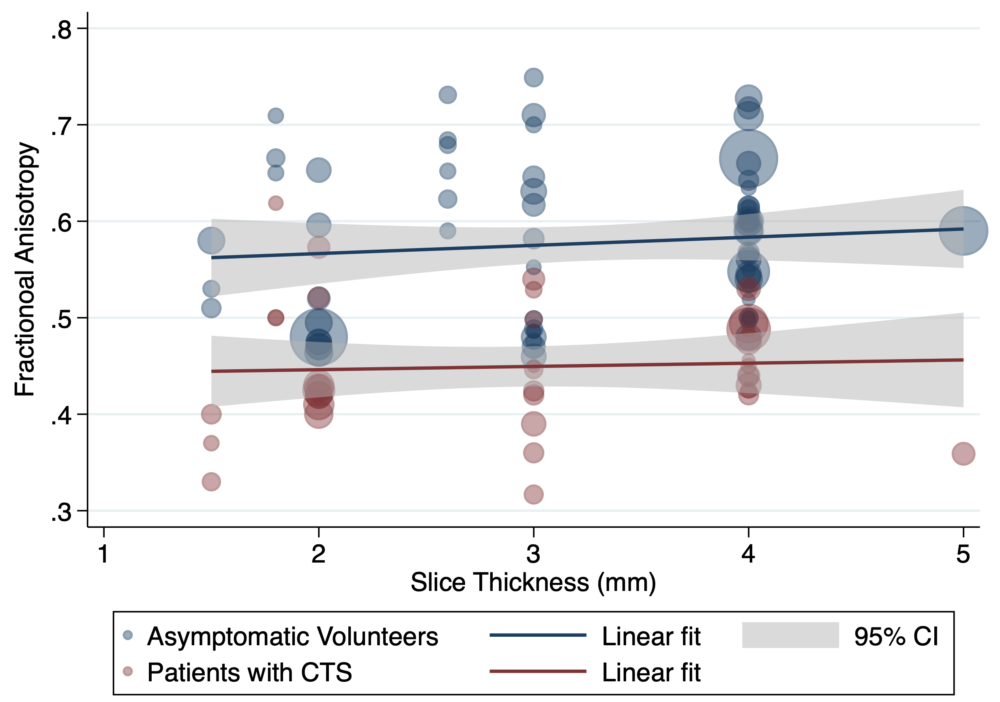 .8
.7
.6
.5
.4
.3
Fractionoal Anisotropy
1 2 3 4 5
Slice Thickness (mm)
Asymptomatic Volunteers Linear fit 95% CI
Patients with CTS Linear fit